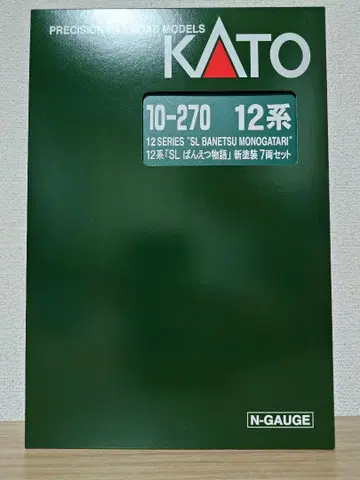 PRECISION RAILROAD MODELS
KATO
10-270 12系
12 SERIES "SL BANETSU MONOGATARI"
12系「SL ばんえつ物語」新塗装 7両セット
N-GAUGE